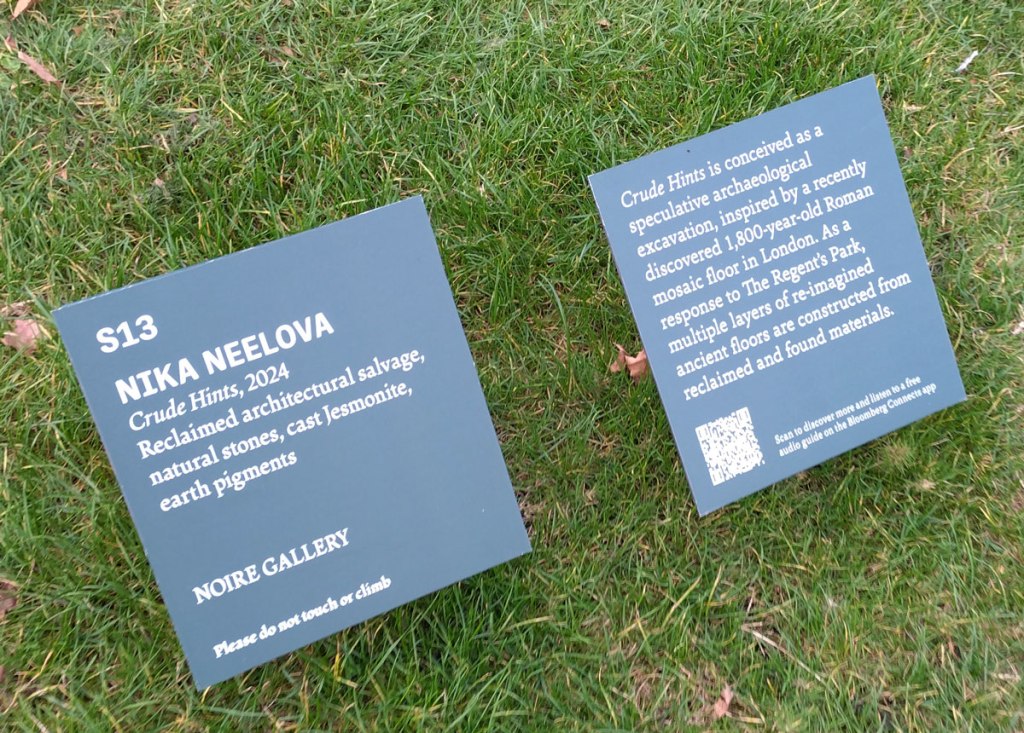 S13
NIKA NEELOVA
Crude Hints, 2024
Reclaimed architectural salvage,
natural stones, cast Jesmonite,
earth pigments
NOIRE GALLERY
Please do not touch or climb
Crude Hints is conceived as a
speculative archaeological
excavation, inspired by a recently
discovered 1,800-year-old Roman
mosaic floor in London. As a
response to The Regent's Park,
multiple layers of re-imagined
ancient floors are constructed from
reclaimed and found materials.
Scan to discover more and listen to a free
audio guide on the Bloomberg Connects app